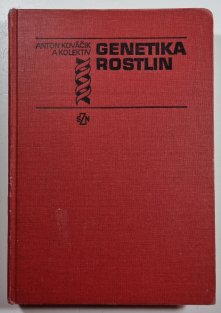 ANTON KOVÁČIK
A KOLEKTIV
GENETIKA
ROSTLIN
SZN